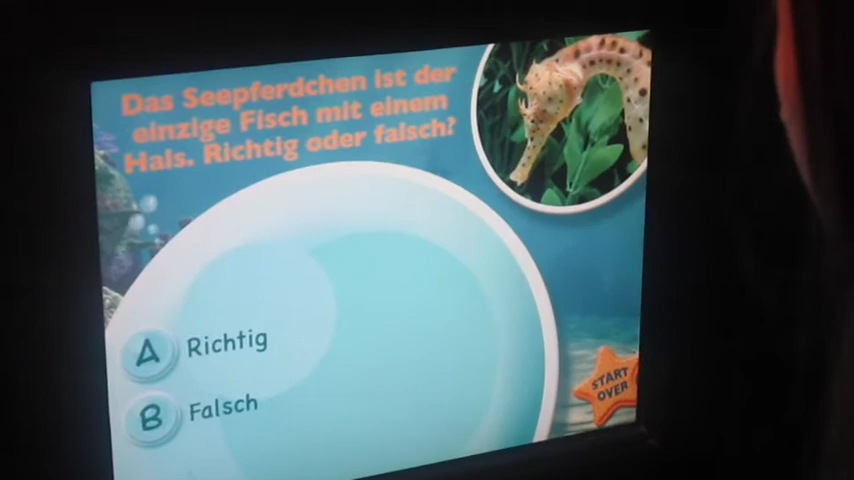 Das Seepferdchen ist der
einzige Fisch mit einem
Hals. Richtig oder falsch?
A Richtig
B Falsch
START
OVER